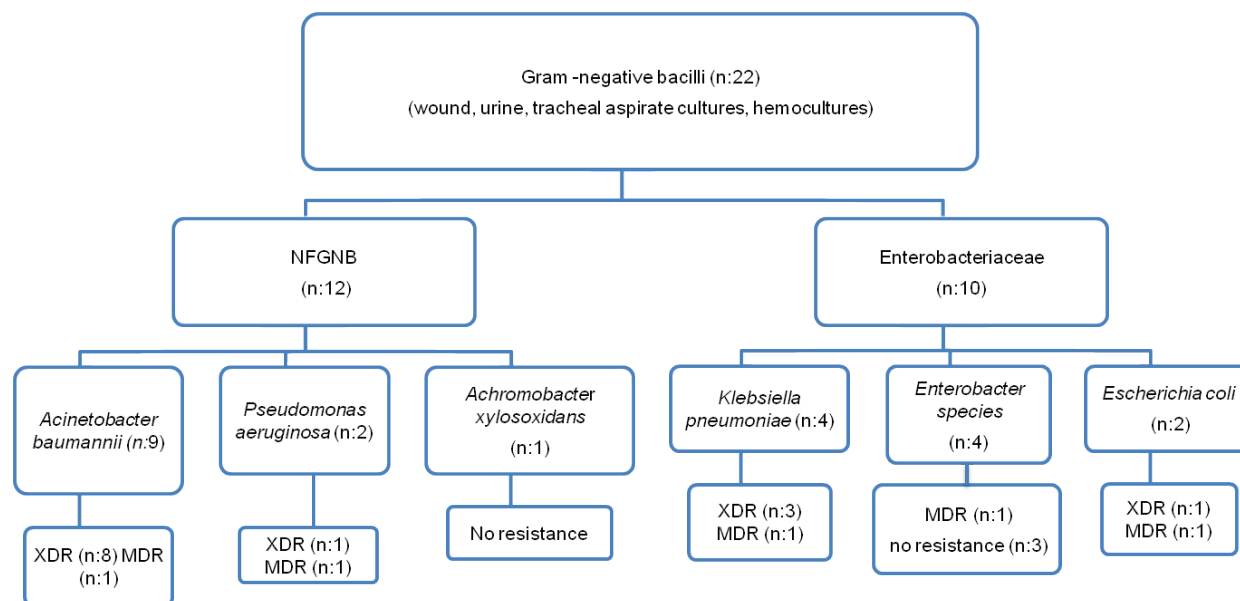 Gram -negative bacilli (n:22)
(wound, urine, tracheal aspirate cultures, hemocultures)
NFGNB
(n:12)
Enterobacteriaceae
(n:10)
Acinetobacter
baumannii (n:9)
Pseudomonas
aeruginosa (n:2)
Achromobacter
xylosoxidans
(n:1)
Klebsiella
pneumoniae (n:4)
Enterobacter
species
(n:4)
Escherichia coli
(n:2)
XDR (n:8) MDR
(n:1)
XDR (n:1)
MDR (n:1)
No resistance
XDR (n:3)
MDR (n:1)
MDR (n:1)
no resistance (n:3)
XDR (n:1)
MDR (n:1)